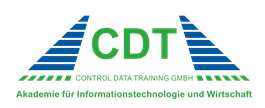 CDT
CONTROL DATA TRAINING GMBH
Akademie für Informationstechnologie und Wirtschaft